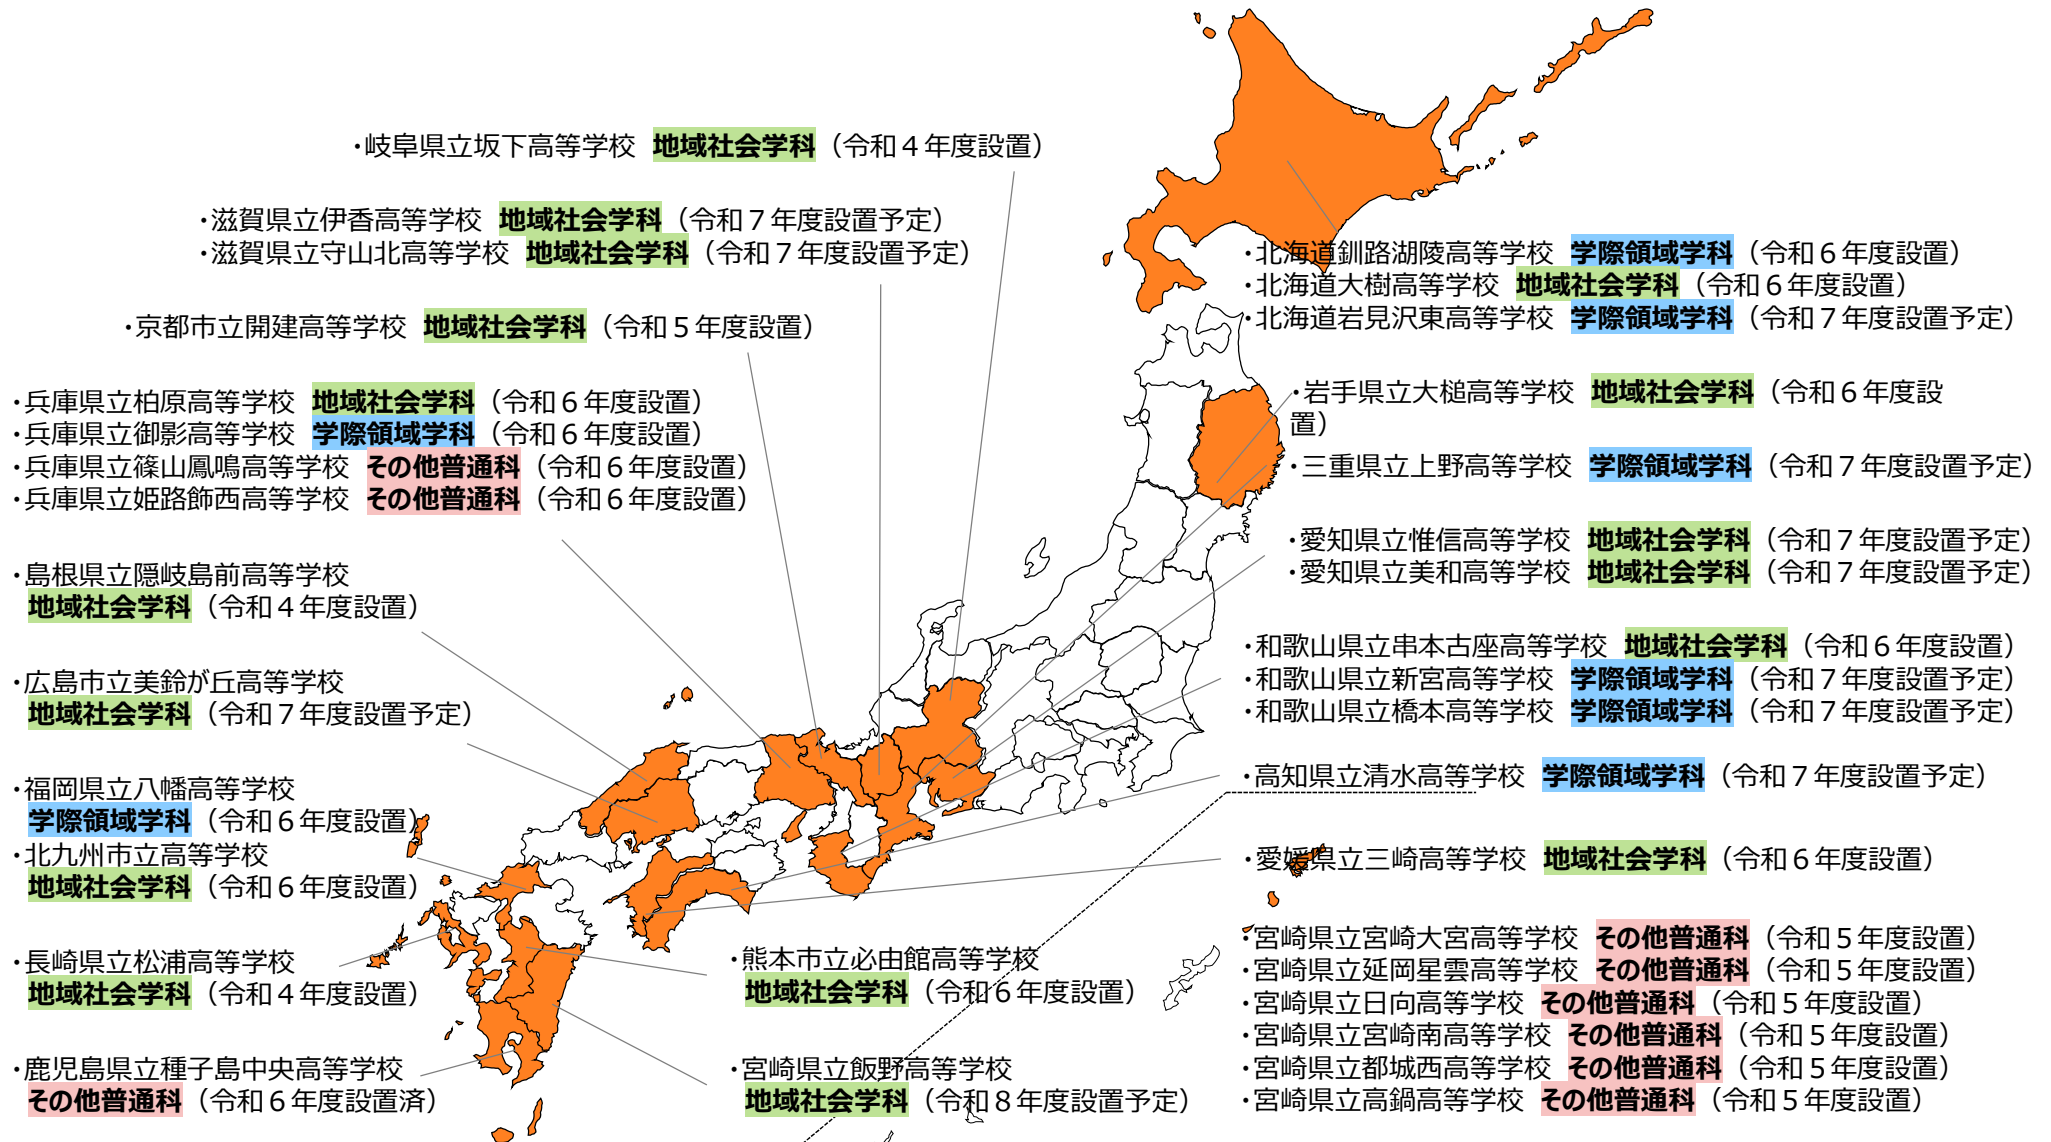 ・岐阜県立坂下高等学校 地域社会学科（令和４年度設置）
・滋賀県立伊香高等学校 地域社会学科（令和７年度設置予定）
・滋賀県立守山北高等学校 地域社会学科（令和７年度設置予定）
・京都市立開建高等学校 地域社会学科（令和５年度設置）
・兵庫県立柏原高等学校 地域社会学科（令和６年度設置）
・兵庫県立御影高等学校 学際領域学科（令和６年度設置）
・兵庫県立篠山鳳鳴高等学校 その他普通科（令和６年度設置）
・兵庫県立姫路飾西高等学校 その他普通科（令和６年度設置）
・島根県立隠岐島前高等学校
地域社会学科（令和４年度設置）
・広島市立美鈴が丘高等学校
地域社会学科（令和７年度設置予定）
・福岡県立八幡高等学校
学際領域学科（令和６年度設置）
・北九州市立高等学校
地域社会学科（令和６年度設置）
・長崎県立松浦高等学校
地域社会学科（令和４年度設置）
・鹿児島県立種子島中央高等学校
その他普通科（令和６年度設置済）
・熊本市立必由館高等学校
地域社会学科（令和６年度設置）
・宮崎県立飯野高等学校
地域社会学科（令和８年度設置予定）
・北海道釧路湖陵高等学校 学際領域学科（令和６年度設置）
・北海道大樹高等学校 地域社会学科（令和６年度設置）
・北海道岩見沢東高等学校 学際領域学科（令和７年度設置予定）
・岩手県立大槌高等学校 地域社会学科（令和６年度設
置）
・三重県立上野高等学校 学際領域学科（令和７年度設置予定）
・愛知県立惟信高等学校 地域社会学科（令和７年度設置予定）
・愛知県立美和高等学校 地域社会学科（令和７年度設置予定）
・和歌山県立串本古座高等学校 地域社会学科（令和６年度設置）
・和歌山県立新宮高等学校 学際領域学科（令和７年度設置予定）
・和歌山県立橋本高等学校 学際領域学科（令和７年度設置予定）
・高知県立清水高等学校 学際領域学科（令和７年度設置予定）
・愛媛県立三崎高等学校 地域社会学科（令和６年度設置）
・宮崎県立宮崎大宮高等学校 その他普通科（令和５年度設置）
・宮崎県立延岡星雲高等学校 その他普通科（令和５年度設置）
・宮崎県立日向高等学校 その他普通科（令和５年度設置）
・宮崎県立宮崎南高等学校 その他普通科（令和５年度設置）
・宮崎県立都城西高等学校 その他普通科（令和５年度設置）
・宮崎県立高鍋高等学校 その他普通科（令和５年度設置）